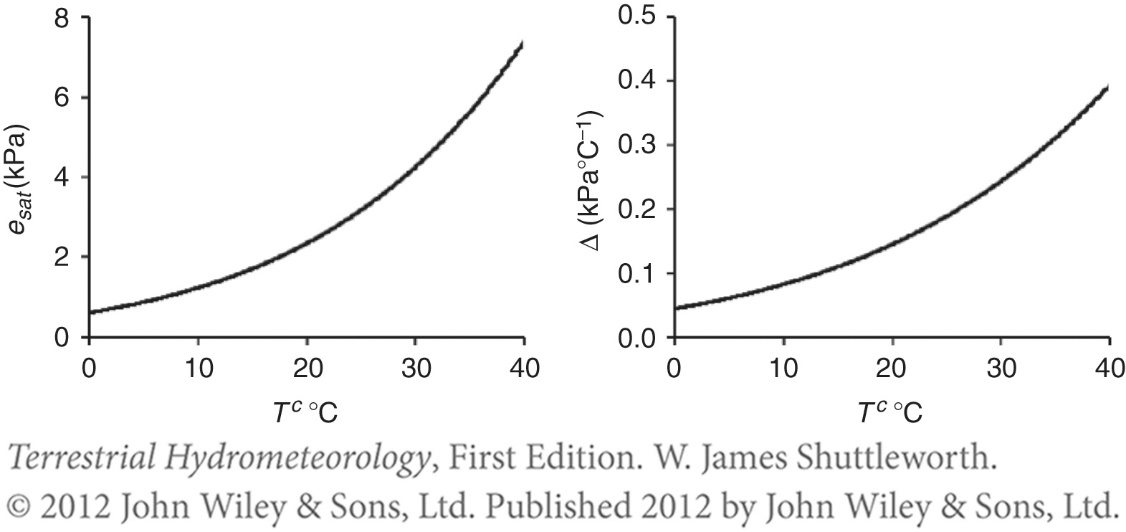 8
6
4
2
0
e_sat (kPa)
0 10 20 30 40
T^c °C
0.5
0.4
0.3
0.2
0.1
0.0
Δ (kPa°C⁻¹)
0 10 20 30 40
T^c °C
Terrestrial Hydrometeorology, First Edition. W. James Shuttleworth.
© 2012 John Wiley & Sons, Ltd. Published 2012 by John Wiley & Sons, Ltd.